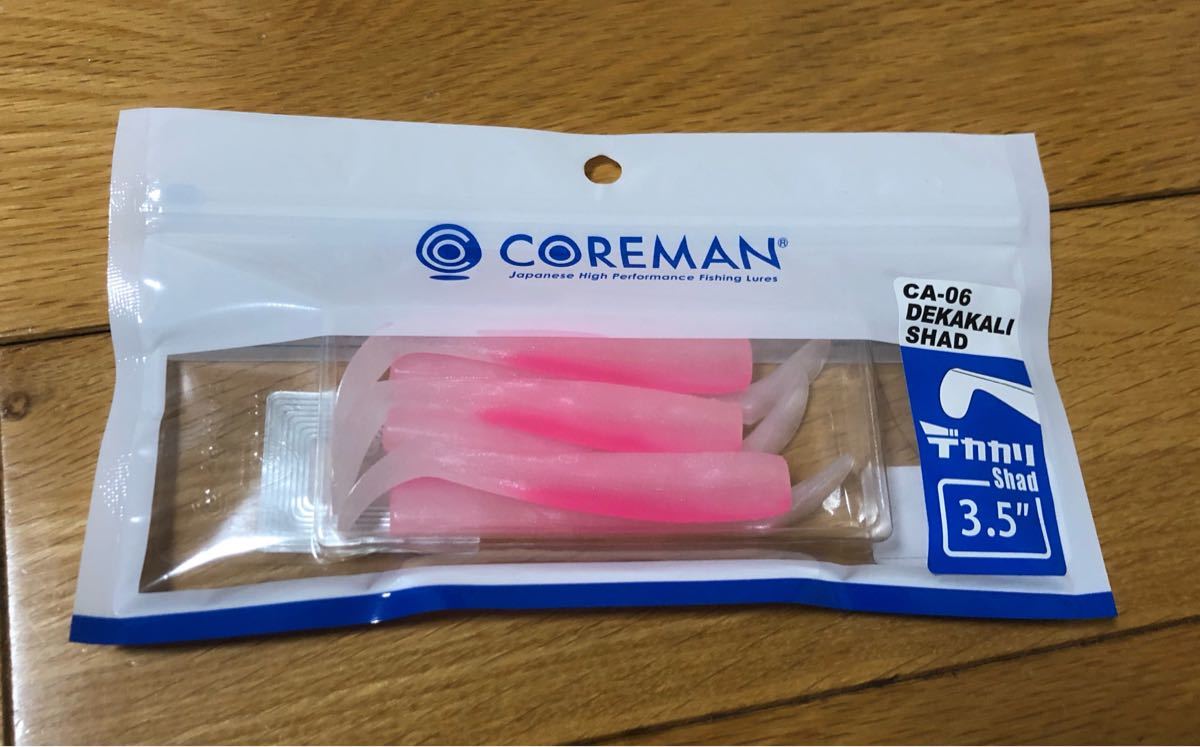 COREMAN®
Japanese High Performance Fishing Lures
CA-06
DEKAKALI
SHAD
デカカリ
Shad
3.5"